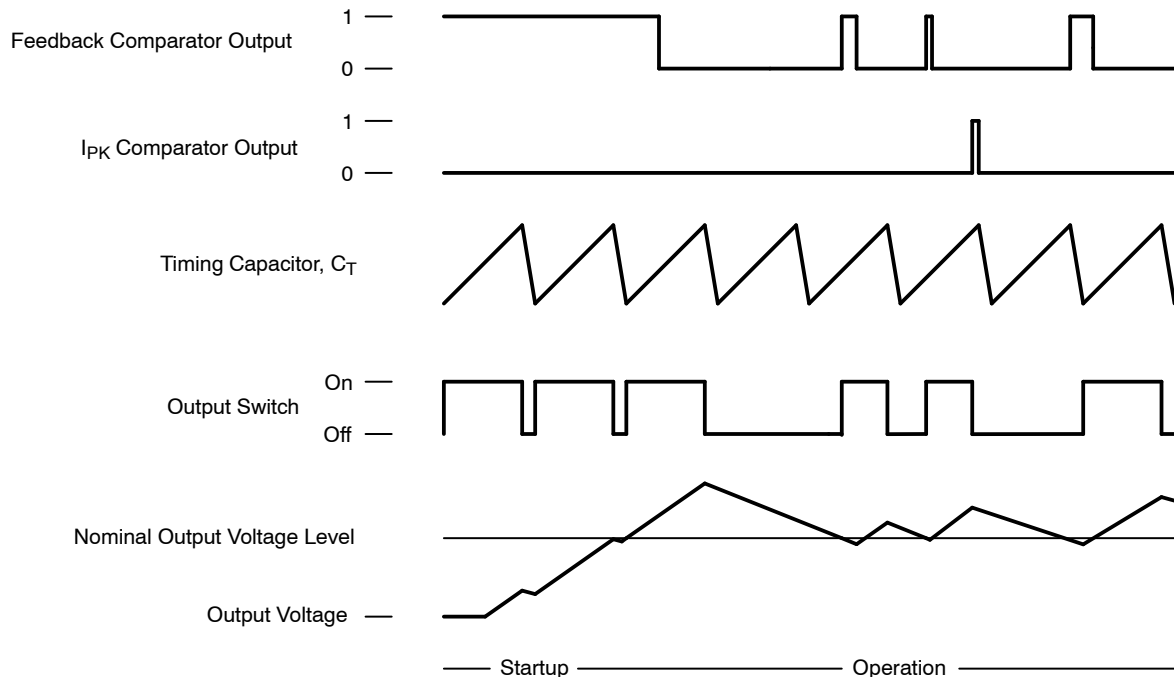 Feedback Comparator Output
1
0
IPK Comparator Output
1
0
Timing Capacitor, CT
Output Switch
On
Off
Nominal Output Voltage Level
Output Voltage
Startup
Operation